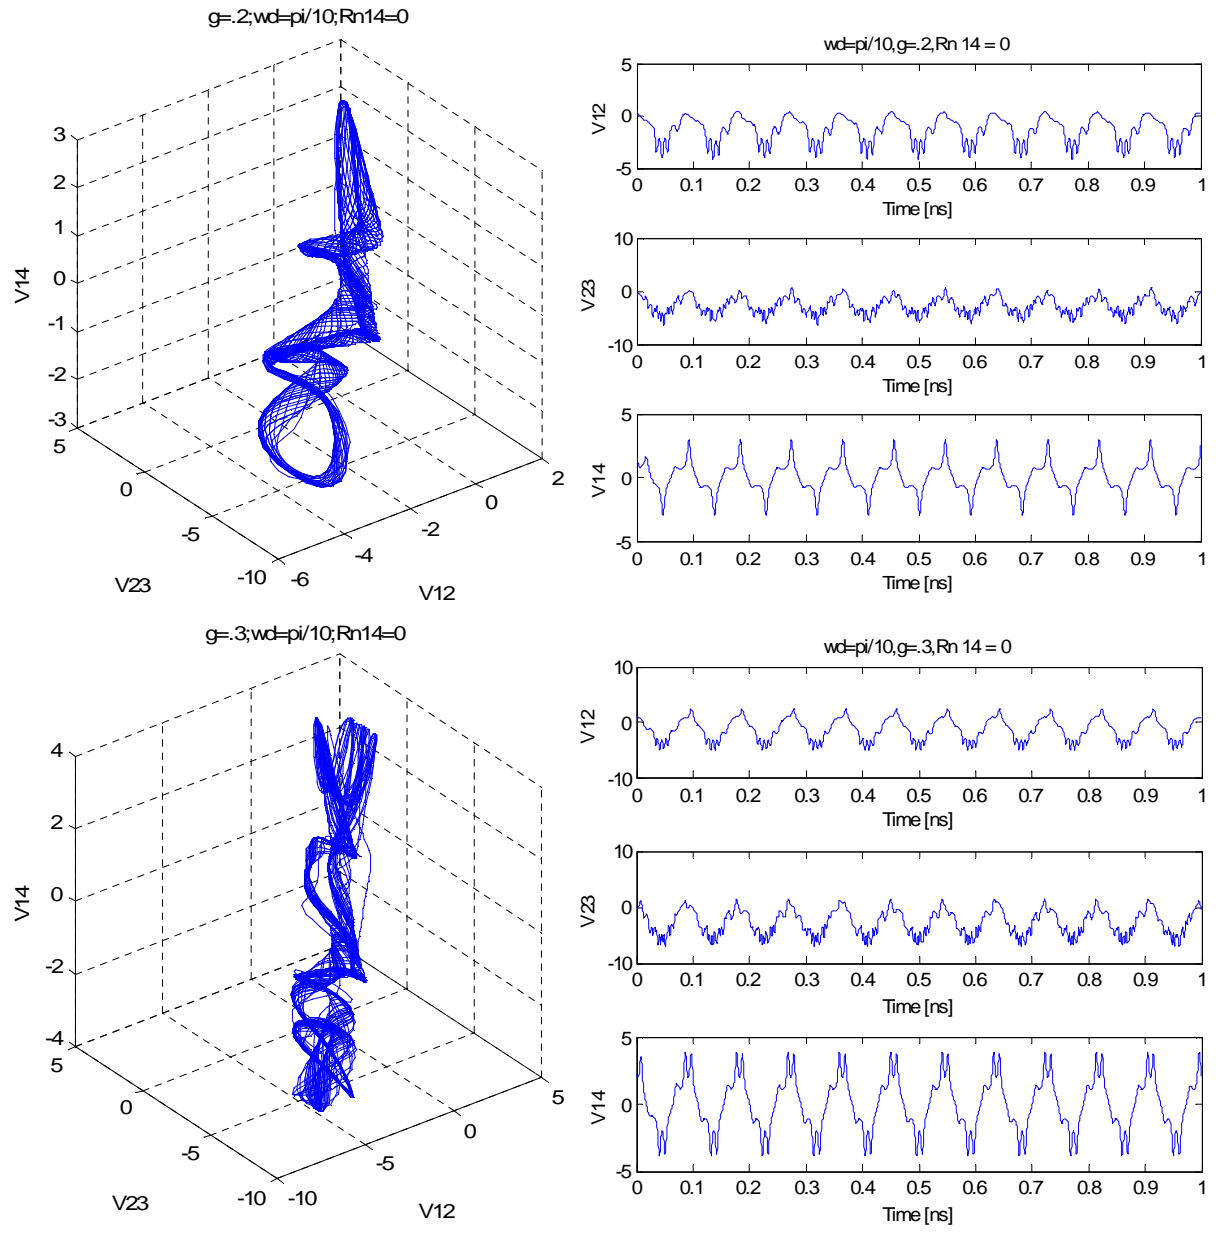 g=.2;wd=pi/10;Rn14=0
3
2
1
0
-1
-2
-3
V14
5
0
-5
-10
V23
-6
-4
-2
0
2
V12
wd=pi/10,g=.2,Rn 14 = 0
5
0
-5
V12
0 0.1 0.2 0.3 0.4 0.5 0.6 0.7 0.8 0.9 1
Time [ns]
10
0
-10
V23
0 0.1 0.2 0.3 0.4 0.5 0.6 0.7 0.8 0.9 1
Time [ns]
5
0
-5
V14
0 0.1 0.2 0.3 0.4 0.5 0.6 0.7 0.8 0.9 1
Time [ns]
g=.3;wd=pi/10;Rn14=0
4
2
0
-2
-4
V14
5
0
-5
-10
V23
-10
-5
0
5
V12
wd=pi/10,g=.3,Rn 14 = 0
10
0
-10
V12
0 0.1 0.2 0.3 0.4 0.5 0.6 0.7 0.8 0.9 1
Time [ns]
10
0
-10
V23
0 0.1 0.2 0.3 0.4 0.5 0.6 0.7 0.8 0.9 1
Time [ns]
5
0
-5
V14
0 0.1 0.2 0.3 0.4 0.5 0.6 0.7 0.8 0.9 1
Time [ns]